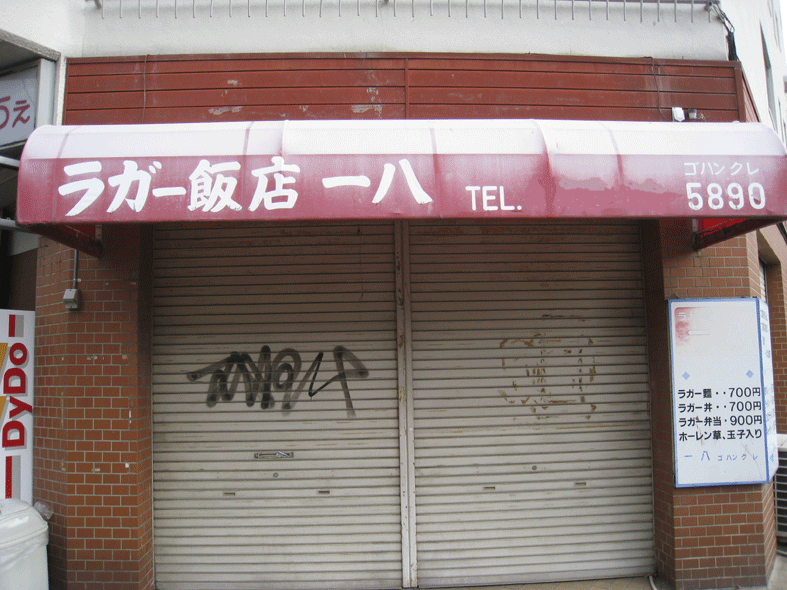 うえ
ラガー飯店 一八 TEL.
ゴハン クレ
5890
DyDo
ラガー麺・・700円
ラガー丼・・700円
ラガー弁当・900円
ホーレン草、玉子入り
一八 ゴハンクレ